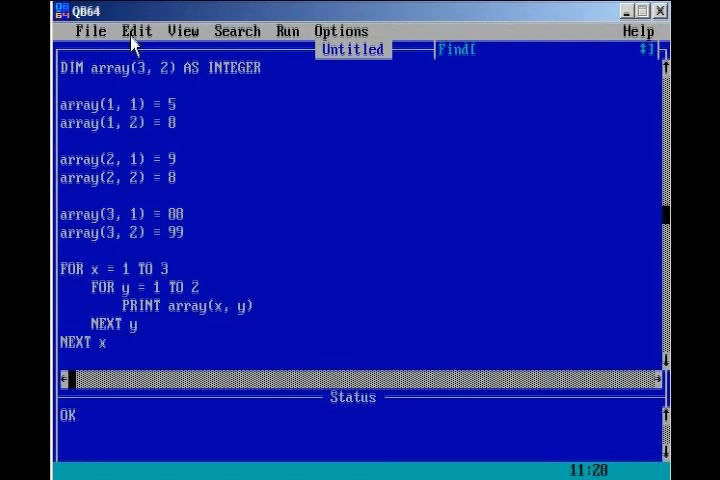 QB64
File Edit View Search Run Options Help
Untitled Find[ ↕]
DIM array(3, 2) AS INTEGER
array(1, 1) = 5
array(1, 2) = 8
array(2, 1) = 9
array(2, 2) = 8
array(3, 1) = 88
array(3, 2) = 99
FOR x = 1 TO 3
FOR y = 1 TO 2
PRINT array(x, y)
NEXT y
NEXT x
Status
OK
11:28